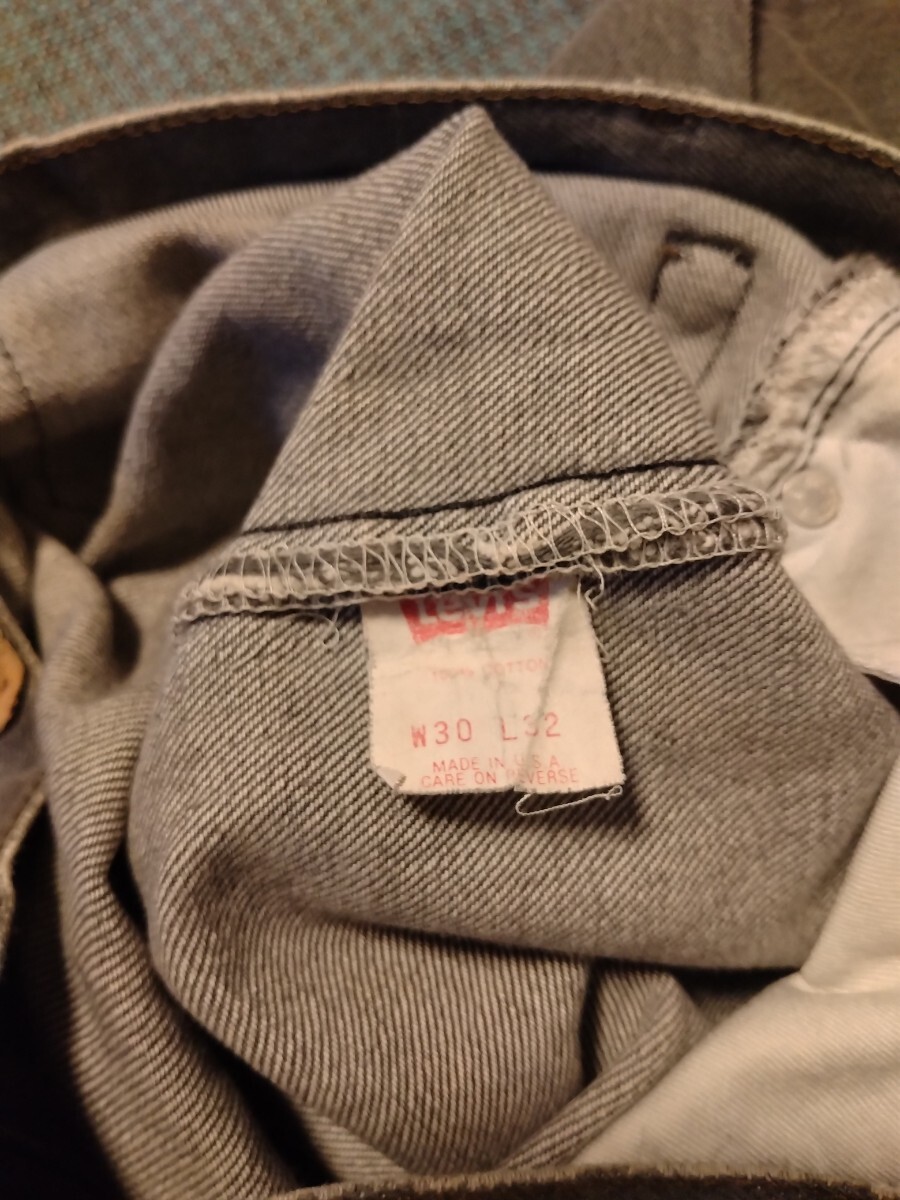 Levi's
100% COTTON
W30 L32
MADE IN U.S.A.
CARE ON REVERSE